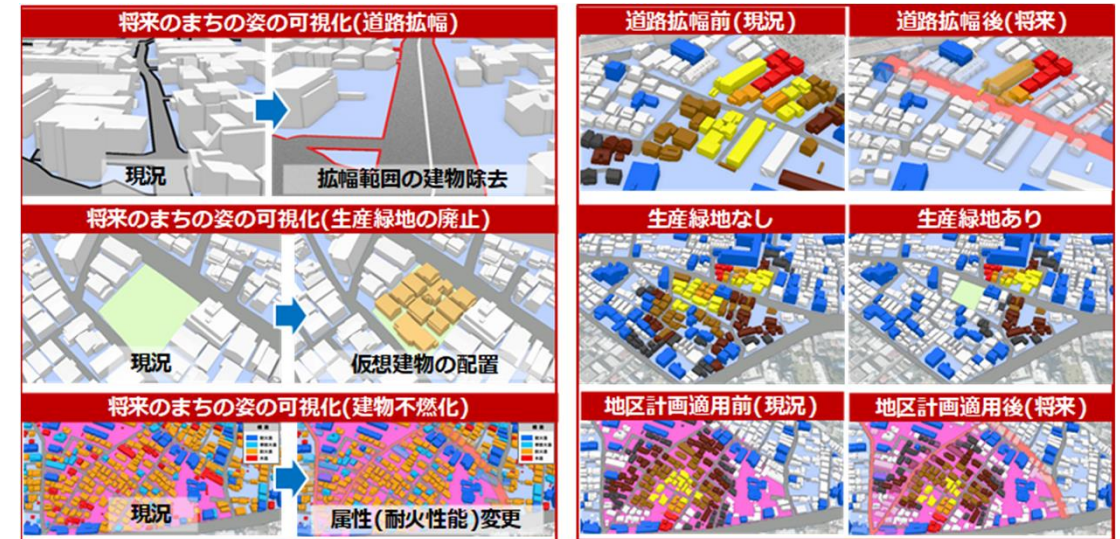 将来のまちの姿の可視化(道路拡幅)
現況
拡幅範囲の建物除去
将来のまちの姿の可視化(生産緑地の廃止)
現況
仮想建物の配置
将来のまちの姿の可視化(建物不燃化)
現況
属性(耐火性能)変更
道路拡幅前(現況)
道路拡幅後(将来)
生産緑地なし
生産緑地あり
地区計画適用前(現況)
地区計画適用後(将来)